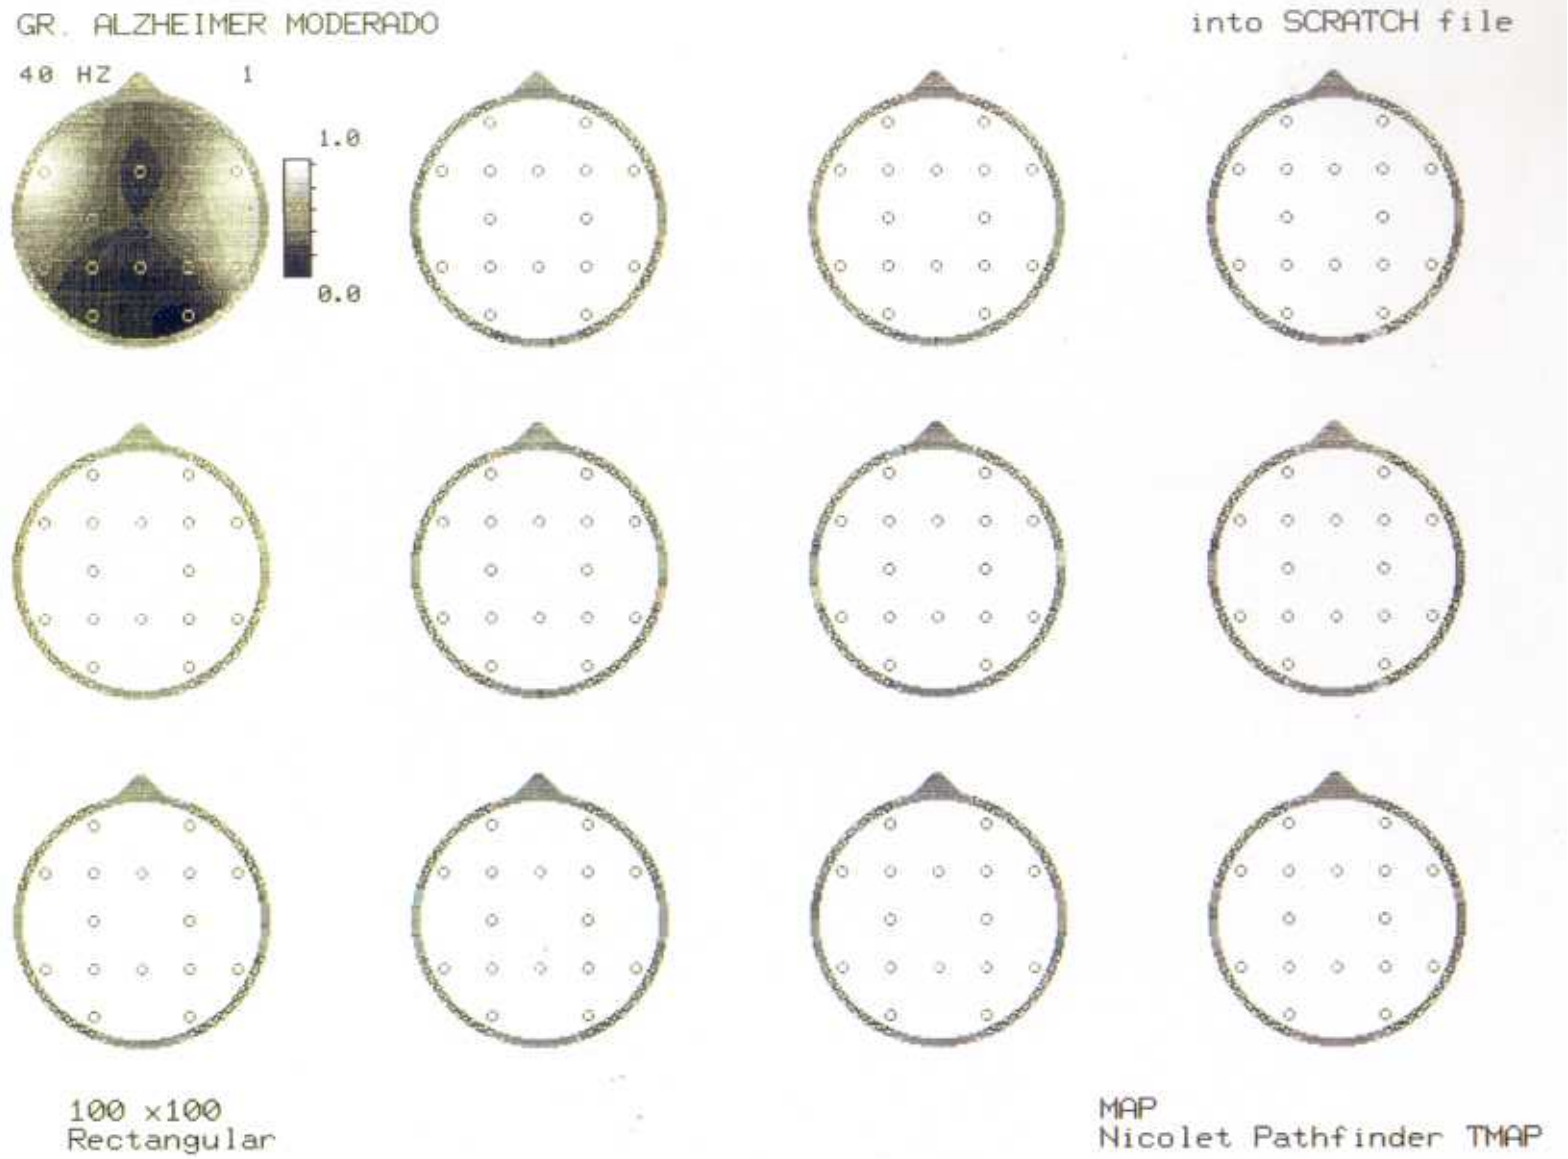 GR. ALZHEIMER MODERADO
into SCRATCH file
40 HZ 1
1.0
0.0
100 x100
Rectangular
MAP
Nicolet Pathfinder TMAP